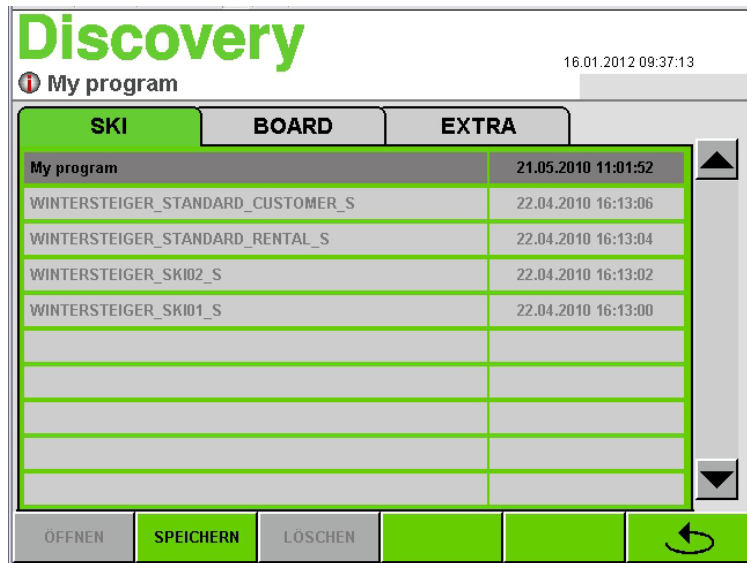 Discovery
16.01.2012 09:37:13
My program
SKI BOARD EXTRA
My program 21.05.2010 11:01:52
WINTERSTEIGER_STANDARD_CUSTOMER_S 22.04.2010 16:13:06
WINTERSTEIGER_STANDARD_RENTAL_S 22.04.2010 16:13:04
WINTERSTEIGER_SKI02_S 22.04.2010 16:13:02
WINTERSTEIGER_SKI01_S 22.04.2010 16:13:00
ÖFFNEN SPEICHERN LÖSCHEN